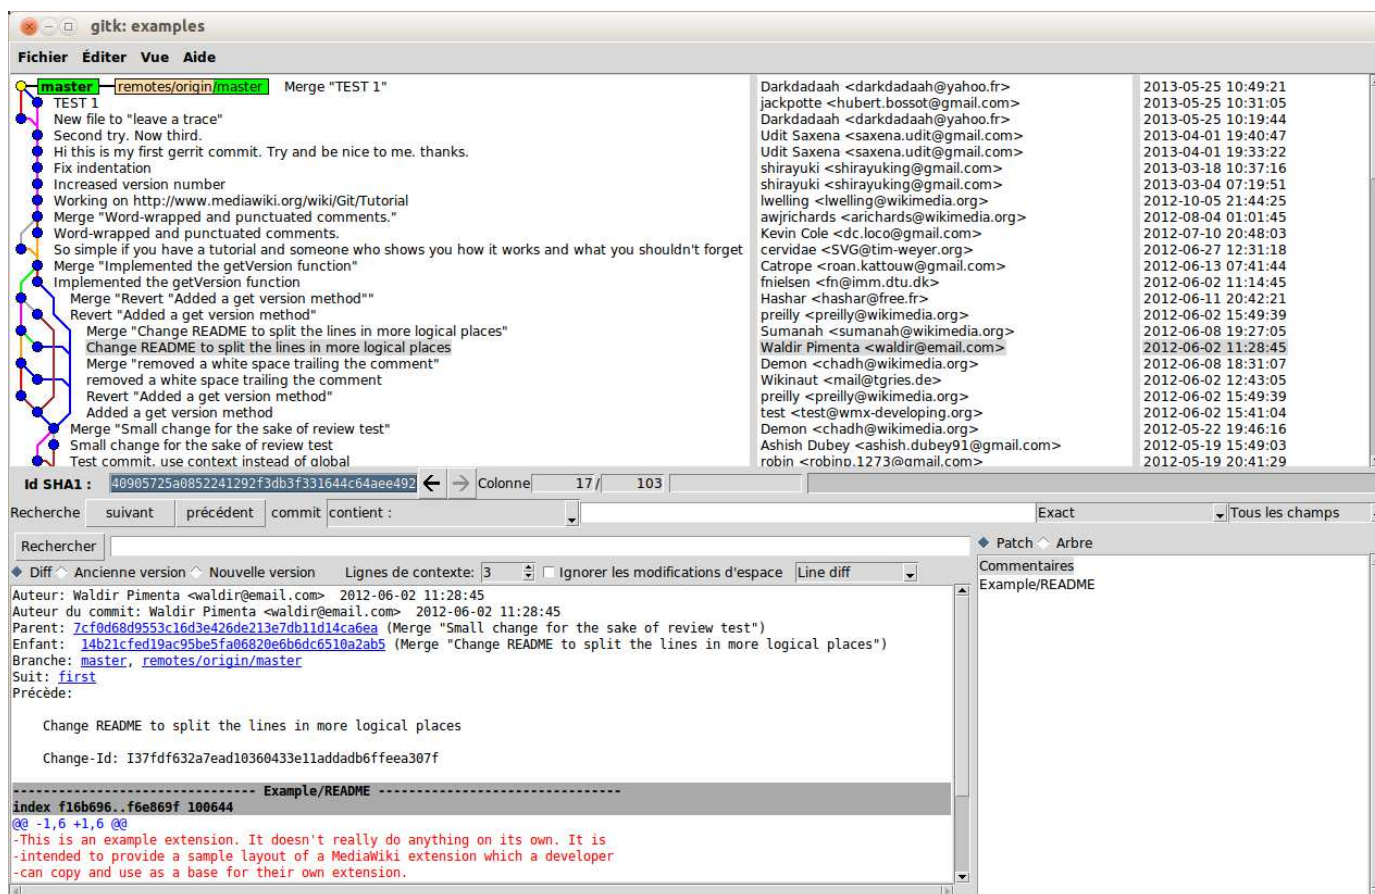 gitk: examples
Fichier Éditer Vue Aide
master remotes/origin/master Merge "TEST 1" Darkdadaah <darkdadaah@yahoo.fr> 2013-05-25 10:49:21
TEST 1 jackpotte <hubert.bossot@gmail.com> 2013-05-25 10:31:05
New file to "leave a trace" Darkdadaah <darkdadaah@yahoo.fr> 2013-05-25 10:19:44
Second try. Now third. Udit Saxena <saxena.udit@gmail.com> 2013-04-01 19:40:47
Hi this is my first gerrit commit. Try and be nice to me. thanks. Udit Saxena <saxena.udit@gmail.com> 2013-04-01 19:33:22
Fix indentation shirayuki <shirayuking@gmail.com> 2013-03-18 10:37:16
Increased version number shirayuki <shirayuking@gmail.com> 2013-03-04 07:19:51
Working on http://www.mediawiki.org/wiki/Git/Tutorial lwelling <lwelling@wikimedia.org> 2012-10-05 21:44:25
Merge "Word-wrapped and punctuated comments." awjrichards <arichards@wikimedia.org> 2012-08-04 01:01:45
Word-wrapped and punctuated comments. Kevin Cole <dc.loco@gmail.com> 2012-07-10 20:48:03
So simple if you have a tutorial and someone who shows you how it works and what you shouldn't forget cervidae <SVG@tim-weyer.org> 2012-06-27 12:31:18
Merge "Implemented the getVersion function" Catrope <roan.kattouw@gmail.com> 2012-06-13 07:41:44
Implemented the getVersion function fnielsen <fn@imm.dtu.dk> 2012-06-02 11:14:45
Merge "Revert "Added a get version method"" Hashar <hashar@free.fr> 2012-06-11 20:42:21
Revert "Added a get version method" preilly <preilly@wikimedia.org> 2012-06-02 15:49:39
Merge "Change README to split the lines in more logical places" Sumanah <sumanah@wikimedia.org> 2012-06-08 19:27:05
Change README to split the lines in more logical places Waldir Pimenta <waldir@email.com> 2012-06-02 11:28:45
Merge "removed a white space trailing the comment" Demon <chadh@wikimedia.org> 2012-06-08 18:31:07
removed a white space trailing the comment Wikinaut <mail@tgries.de> 2012-06-02 12:43:05
Revert "Added a get version method" preilly <preilly@wikimedia.org> 2012-06-02 15:49:39
Added a get version method test <test@wmx-developing.org> 2012-06-02 15:41:04
Merge "Small change for the sake of review test" Demon <chadh@wikimedia.org> 2012-05-22 19:46:16
Small change for the sake of review test Ashish Dubey <ashish.dubey91@gmail.com> 2012-05-19 15:49:03
Test commit. use context instead of global robin <robinp.1273@gmail.com> 2012-05-19 20:41:29
Id SHA1 : 40905725a0852241292f3db3f331644c64aee492 Colonne 17 / 103
Recherche suivant précédent commit contient : Exact Tous les champs
Rechercher Patch Arbre
Diff Ancienne version Nouvelle version Lignes de contexte: 3 Ignorer les modifications d'espace Line diff
Commentaires
Example/README
Auteur: Waldir Pimenta <waldir@email.com> 2012-06-02 11:28:45
Auteur du commit: Waldir Pimenta <waldir@email.com> 2012-06-02 11:28:45
Parent: 7cf0d68d9553c16d3e426de213e7db11d14ca6ea (Merge "Small change for the sake of review test")
Enfant: 14b21cfed19ac95be5fa06820e6b6dc6510a2ab5 (Merge "Change README to split the lines in more logical places")
Branche: master, remotes/origin/master
Suit: first
Précède:
Change README to split the lines in more logical places
Change-Id: I37fdf632a7ead10360433e11addadb6ffeea307f
-------------------------------- Example/README --------------------------------
index f16b696..f6e869f 100644
@@ -1,6 +1,6 @@
-This is an example extension. It doesn't really do anything on its own. It is
-intended to provide a sample layout of a MediaWiki extension which a developer
-can copy and use as a base for their own extension.